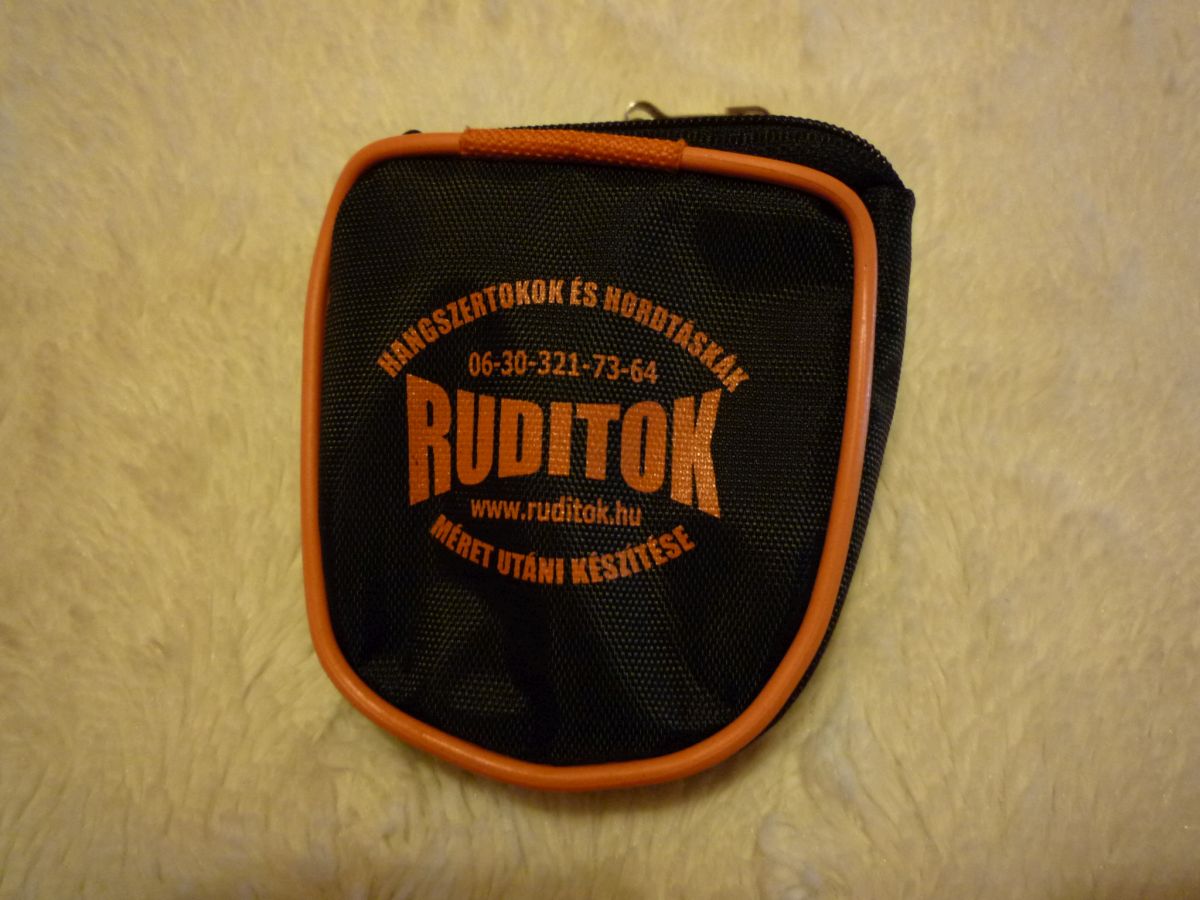 HANGSZERTOKOK ÉS HORDTÁSKÁK
06-30-321-73-64
RUDITOK
www.ruditok.hu
MÉRET UTÁNI KÉSZÍTÉSE